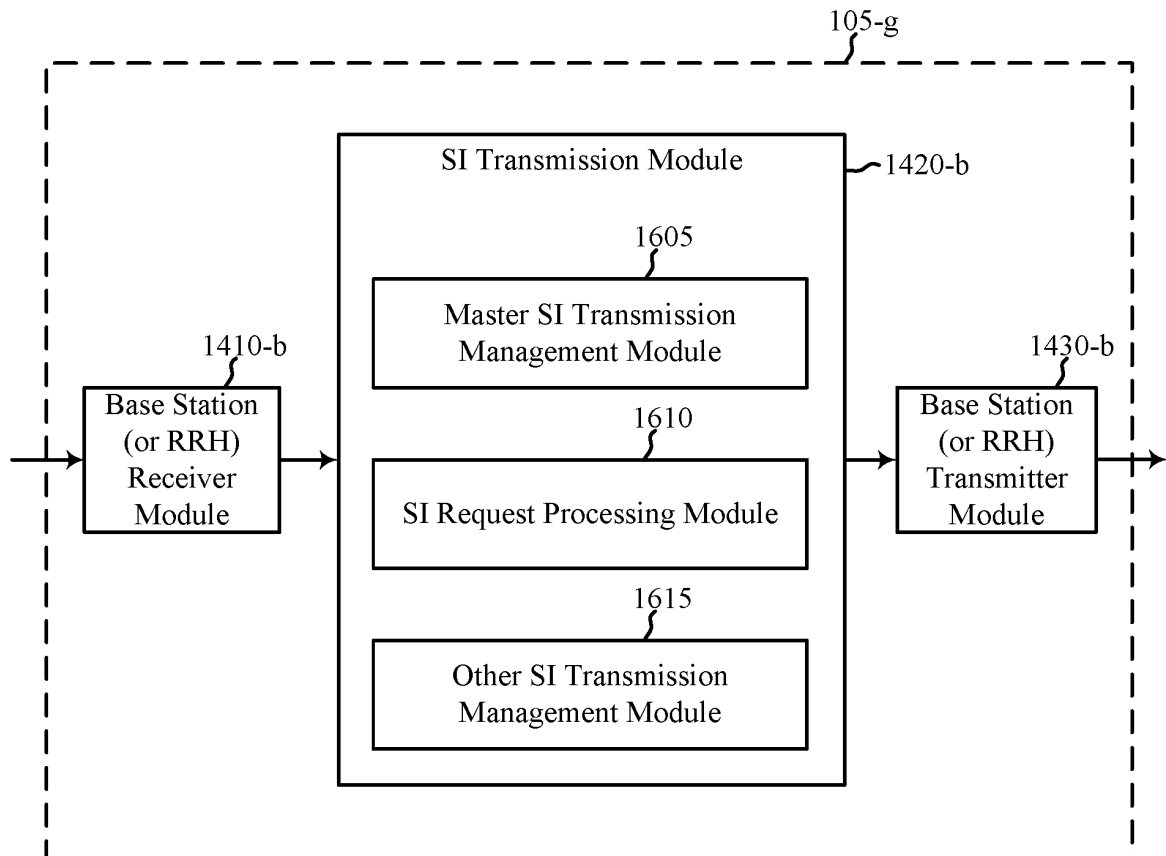 105-g
SI Transmission Module
1420-b
1605
Master SI Transmission
Management Module
1410-b
Base Station
(or RRH)
Receiver
Module
1610
SI Request Processing Module
1430-b
Base Station
(or RRH)
Transmitter
Module
1615
Other SI Transmission
Management Module